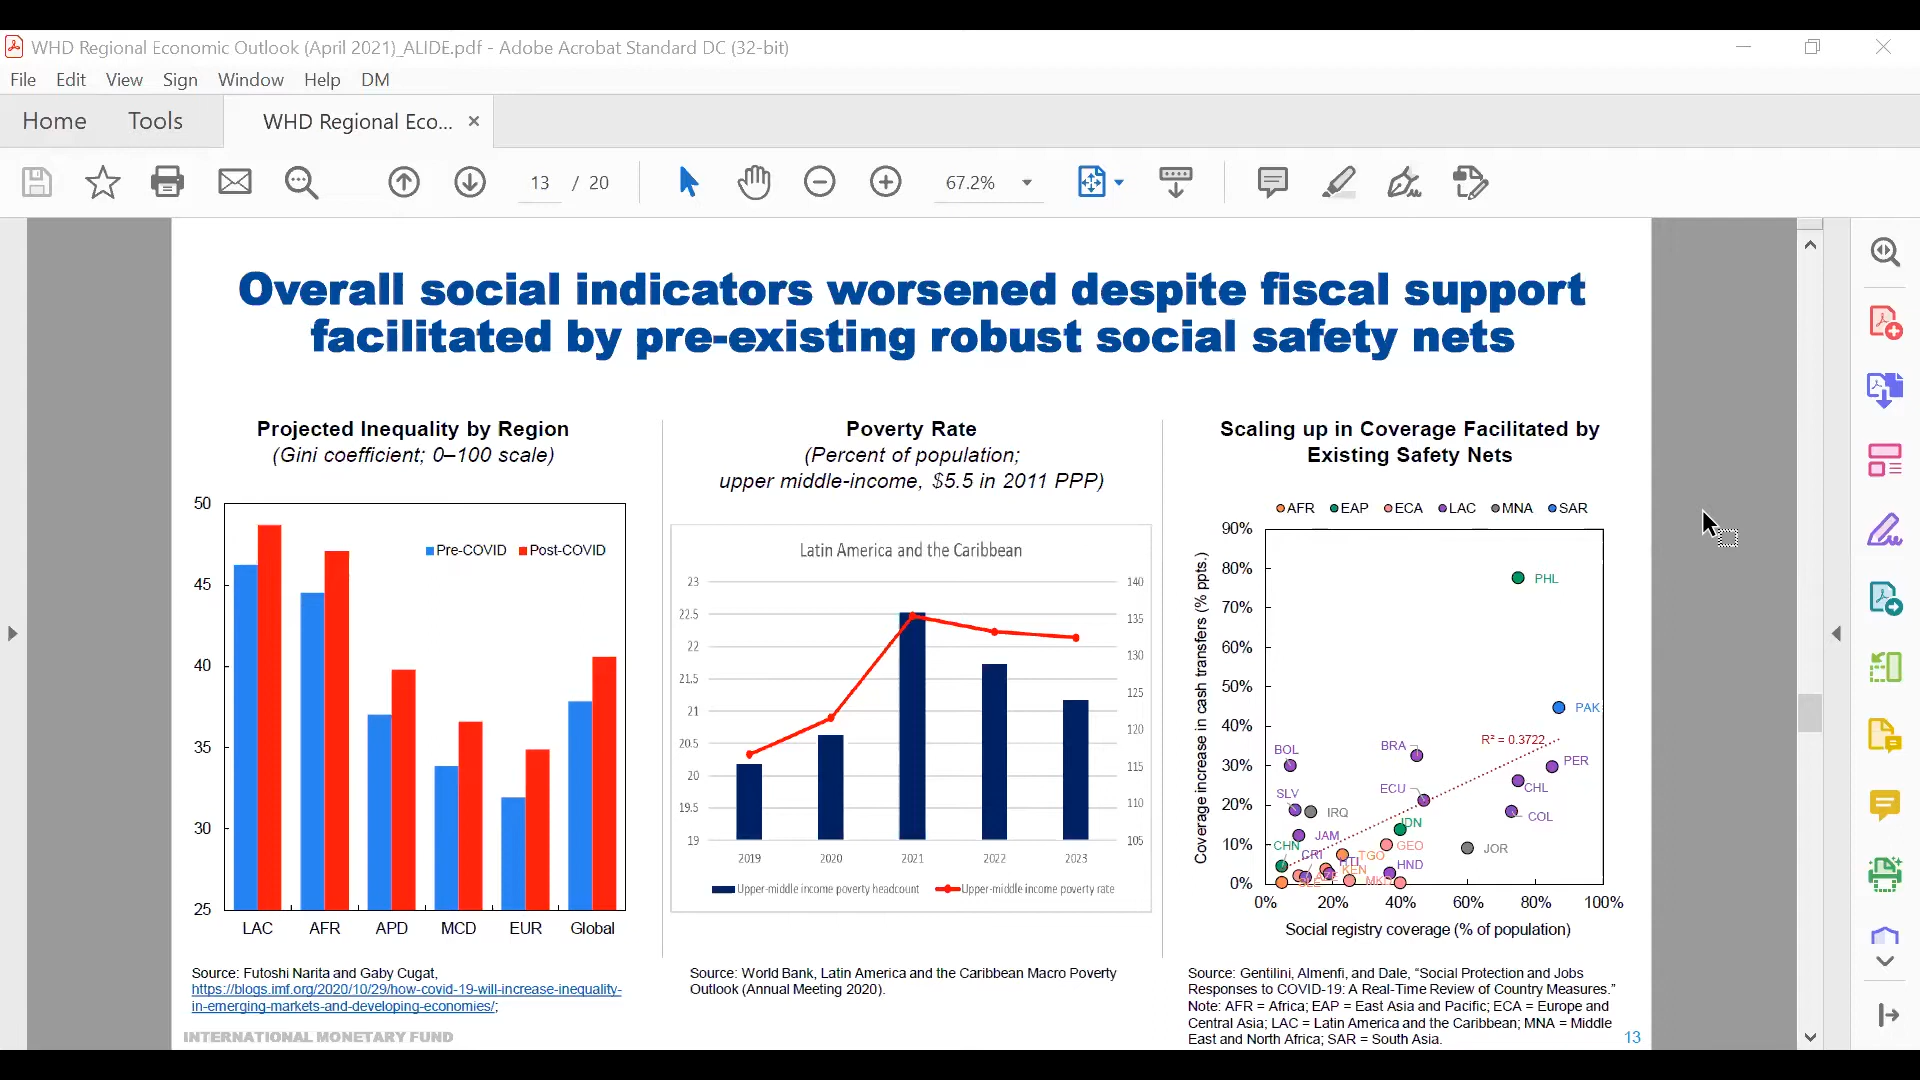 WHD Regional Economic Outlook (April 2021)_ALIDE.pdf - Adobe Acrobat Standard DC (32-bit)
File Edit View Sign Window Help DM
Home Tools WHD Regional Eco... ×
13 / 20 67.2%
Overall social indicators worsened despite fiscal support
facilitated by pre-existing robust social safety nets
Projected Inequality by Region
(Gini coefficient; 0–100 scale)
50
45
40
35
30
25
Pre-COVID Post-COVID
LAC AFR APD MCD EUR Global
Source: Futoshi Narita and Gaby Cugat,
https://blogs.imf.org/2020/10/29/how-covid-19-will-increase-inequality-
in-emerging-markets-and-developing-economies/;
Poverty Rate
(Percent of population;
upper middle-income, $5.5 in 2011 PPP)
Latin America and the Caribbean
23 140
22.5 135
22 130
21.5 125
21 120
20.5 115
20 110
19.5 105
19
2019 2020 2021 2022 2023
Upper-middle income poverty headcount Upper-middle income poverty rate
Source: World Bank, Latin America and the Caribbean Macro Poverty
Outlook (Annual Meeting 2020).
Scaling up in Coverage Facilitated by
Existing Safety Nets
AFR EAP ECA LAC MNA SAR
Coverage increase in cash transfers (% ppts.)
90%
80%
70%
60%
50%
40%
30%
20%
10%
0%
PHL
PAK
R² = 0.3722
BOL BRA PER
SLV ECU CHL
IRQ COL
JAM IDN
CHN GEO JOR
CRI TGO
HTI HND
KEN
0% 20% 40% 60% 80% 100%
Social registry coverage (% of population)
Source: Gentilini, Almenfi, and Dale, “Social Protection and Jobs
Responses to COVID-19: A Real-Time Review of Country Measures.”
Note: AFR = Africa; EAP = East Asia and Pacific; ECA = Europe and
Central Asia; LAC = Latin America and the Caribbean; MNA = Middle
East and North Africa; SAR = South Asia.
INTERNATIONAL MONETARY FUND 13